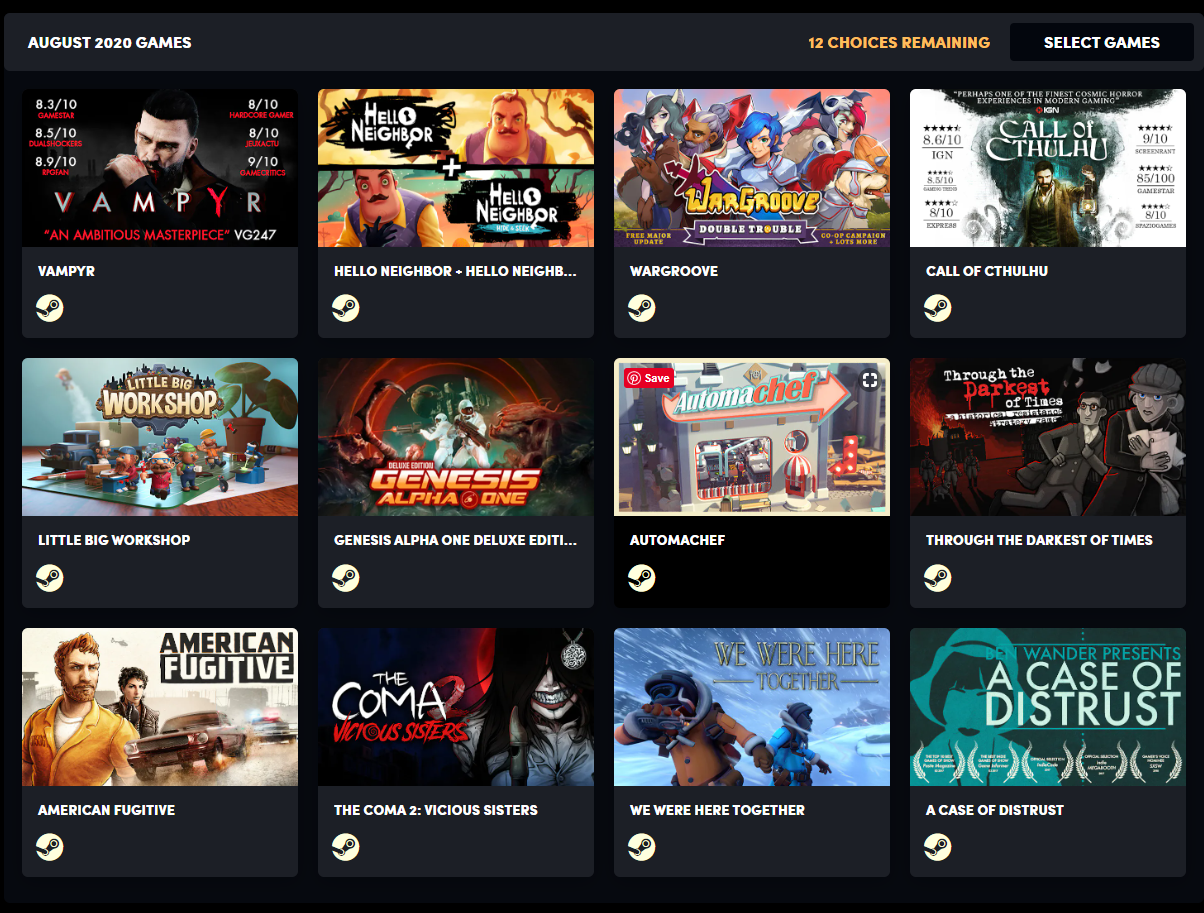 AUGUST 2020 GAMES
12 CHOICES REMAINING
SELECT GAMES
8.3/10
GAMESTAR
8.5/10
DUALSHOCKERS
8.9/10
RPGFAN
8/10
HARDCORE GAMER
8/10
JEUXACTU
9/10
GAMECRITICS
VAMPYR
"AN AMBITIOUS MASTERPIECE" VG247
VAMPYR
HELLO
NEIGHBOR
+
HELLO
NEIGHBOR
HIDE & SEEK
HELLO NEIGHBOR + HELLO NEIGHB...
WARGROOVE
DOUBLE TROUBLE
FREE MAJOR
UPDATE
CO-OP CAMPAIGN
+ LOTS MORE
WARGROOVE
"PERHAPS ONE OF THE FINEST COSMIC HORROR
EXPERIENCES IN MODERN GAMING"
IGN
CALL of
CTHULHU
8.6/10
IGN
8.5/10
8/10
EXPRESS
9/10
SCREENRANT
85/100
GAMESTAR
8/10
SPAZIOGAMES
CALL OF CTHULHU
LITTLE BIG
WORKSHOP
LITTLE BIG WORKSHOP
DELUXE EDITION
GENESIS
ALPHA ONE
GENESIS ALPHA ONE DELUXE EDITI...
Save
Automachef
AUTOMACHEF
Through the
Darkest
of Times
a historical resistance
strategy game
THROUGH THE DARKEST OF TIMES
AMERICAN
FUGITIVE
AMERICAN FUGITIVE
THE
COMA 2
VICIOUS SISTERS
THE COMA 2: VICIOUS SISTERS
WE WERE HERE
TOGETHER
WE WERE HERE TOGETHER
BEN WANDER PRESENTS
A CASE OF
DISTRUST
A CASE OF DISTRUST